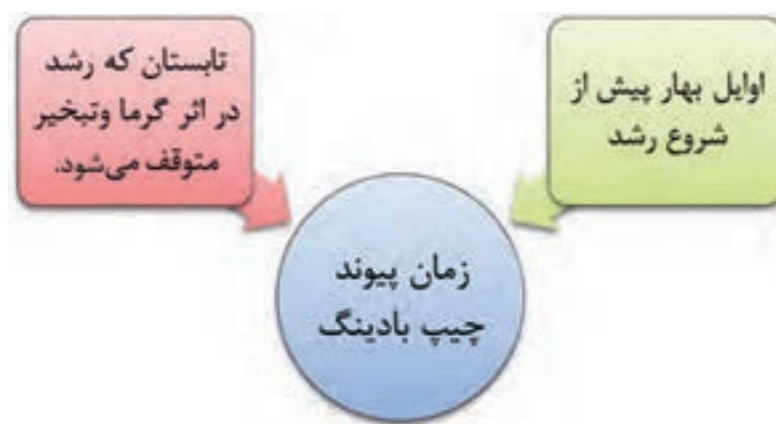 اوایل بهار پیش از
شروع رشد
تابستان که رشد
در اثر گرما وتبخیر
متوقف می‌شود.
زمان پیوند
چیپ بادینگ